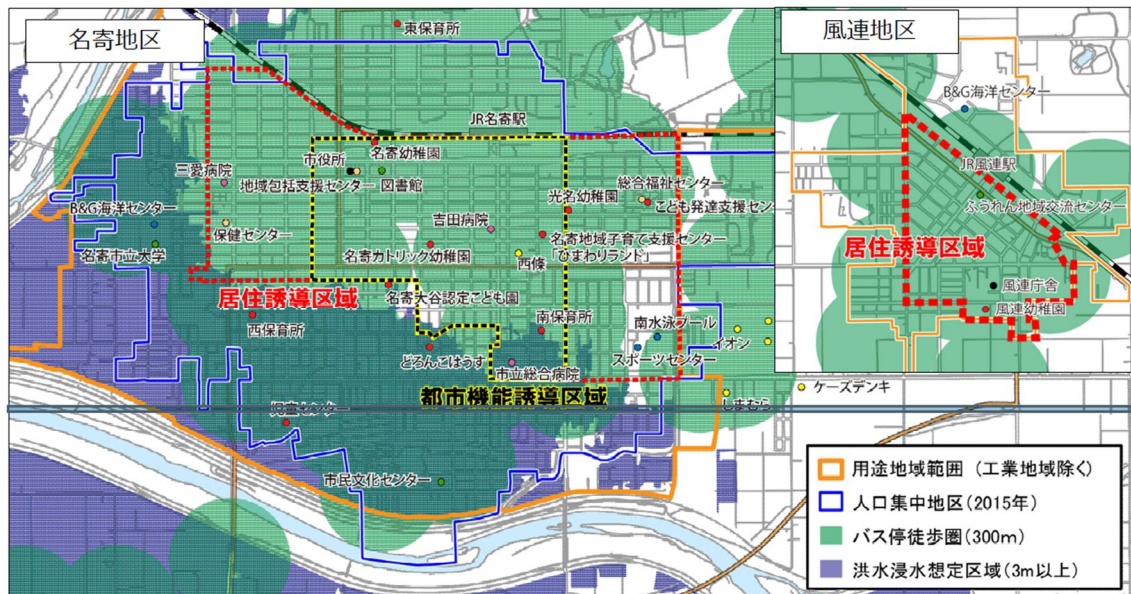 名寄地区
東保育所
JR名寄駅
市役所
名寄幼稚園
三愛病院
地域包括支援センター
図書館
総合福祉センター
光名幼稚園
こども発達支援セン
B&G海洋センター
吉田病院
保健センター
名寄カトリック幼稚園
名寄地域子育て支援センター
「ひまわりランド」
名寄市立大学
西條
居住誘導区域
名寄大谷認定こども園
西保育所
南保育所
南水泳プール
イオン
どろんこはうす
スポーツセンター
市立総合病院
都市機能誘導区域
ケーズデンキ
しまむら
児童センター
市民文化センター
風連地区
B&G海洋センター
JR風連駅
ふうれん地域交流センター
居住誘導区域
風連庁舎
風連幼稚園
用途地域範囲（工業地域除く）
人口集中地区(2015年)
バス停徒歩圏(300m)
洪水浸水想定区域(3m以上)